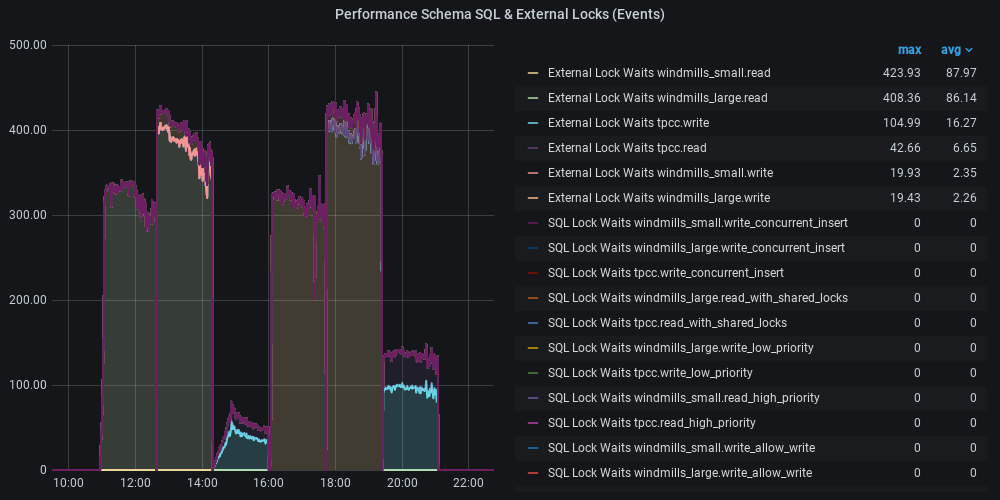 Performance Schema SQL & External Locks (Events)
500.00
400.00
300.00
200.00
100.00
0
10:00 12:00 14:00 16:00 18:00 20:00 22:00
max avg
External Lock Waits windmills_small.read 423.93 87.97
External Lock Waits windmills_large.read 408.36 86.14
External Lock Waits tpcc.write 104.99 16.27
External Lock Waits tpcc.read 42.66 6.65
External Lock Waits windmills_small.write 19.93 2.35
External Lock Waits windmills_large.write 19.43 2.26
SQL Lock Waits windmills_small.write_concurrent_insert 0 0
SQL Lock Waits windmills_large.write_concurrent_insert 0 0
SQL Lock Waits tpcc.write_concurrent_insert 0 0
SQL Lock Waits windmills_large.read_with_shared_locks 0 0
SQL Lock Waits tpcc.read_with_shared_locks 0 0
SQL Lock Waits windmills_large.write_low_priority 0 0
SQL Lock Waits tpcc.write_low_priority 0 0
SQL Lock Waits windmills_small.read_high_priority 0 0
SQL Lock Waits tpcc.read_high_priority 0 0
SQL Lock Waits windmills_small.write_allow_write 0 0
SQL Lock Waits windmills_large.write_allow_write 0 0